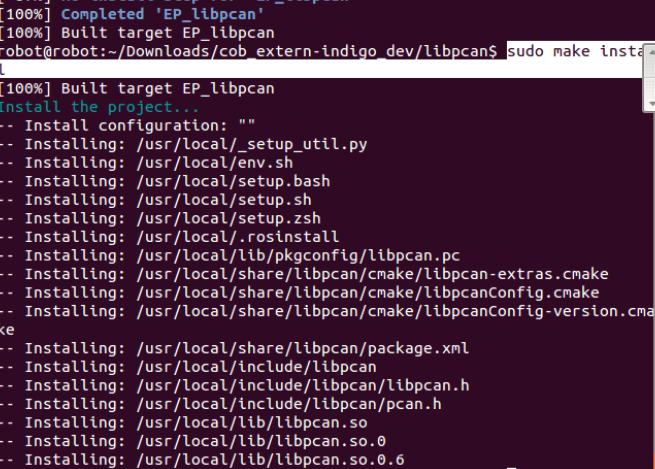 [100%] Completed 'EP_libpcan'
[100%] Built target EP_libpcan
robot@robot:~/Downloads/cob_extern-indigo_dev/libpcan$ sudo make insta
l
[100%] Built target EP_libpcan
Install the project...
-- Install configuration: ""
-- Installing: /usr/local/_setup_util.py
-- Installing: /usr/local/env.sh
-- Installing: /usr/local/setup.bash
-- Installing: /usr/local/setup.sh
-- Installing: /usr/local/setup.zsh
-- Installing: /usr/local/.rosinstall
-- Installing: /usr/local/lib/pkgconfig/libpcan.pc
-- Installing: /usr/local/share/libpcan/cmake/libpcan-extras.cmake
-- Installing: /usr/local/share/libpcan/cmake/libpcanConfig.cmake
-- Installing: /usr/local/share/libpcan/cmake/libpcanConfig-version.cma
ke
-- Installing: /usr/local/share/libpcan/package.xml
-- Installing: /usr/local/include/libpcan
-- Installing: /usr/local/include/libpcan/libpcan.h
-- Installing: /usr/local/include/libpcan/pcan.h
-- Installing: /usr/local/lib/libpcan.so
-- Installing: /usr/local/lib/libpcan.so.0
-- Installing: /usr/local/lib/libpcan.so.0.6